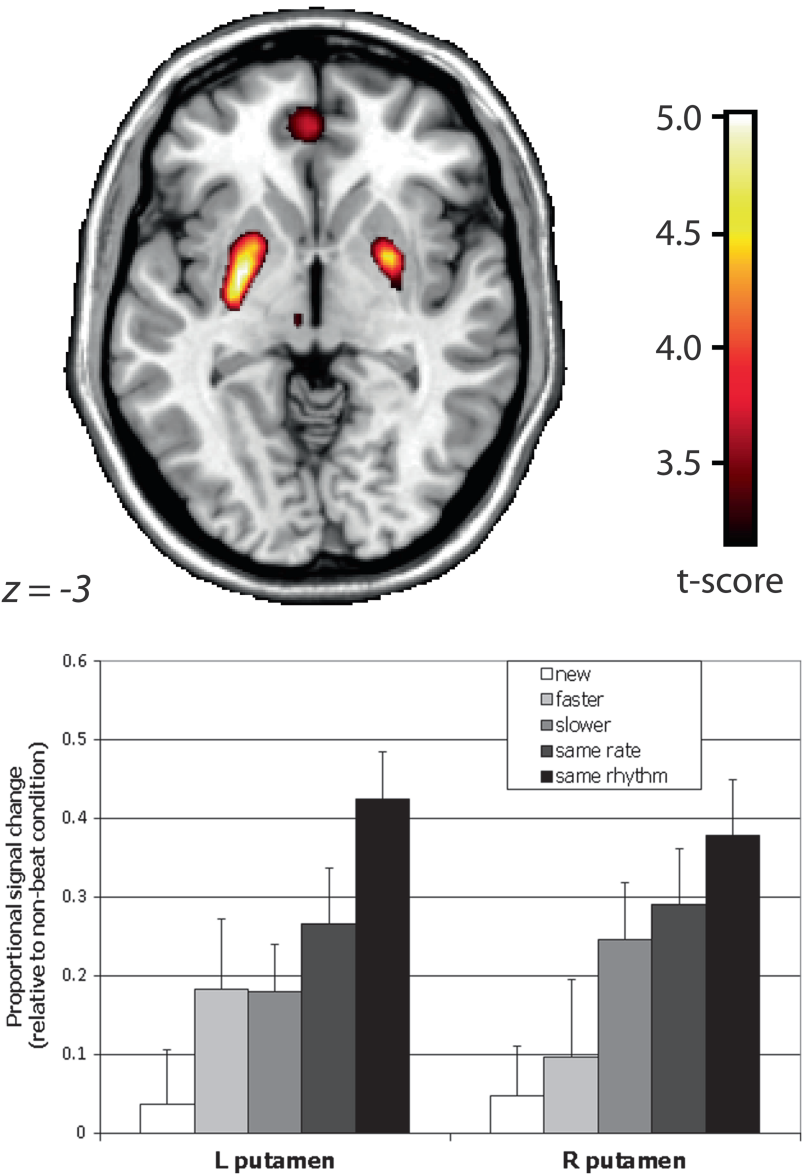 5.0
4.5
4.0
3.5
t-score
z = -3
Proportional signal change
(relative to non-beat condition)
0.6
0.5
0.4
0.3
0.2
0.1
0
new
faster
slower
same rate
same rhythm
L putamen
R putamen